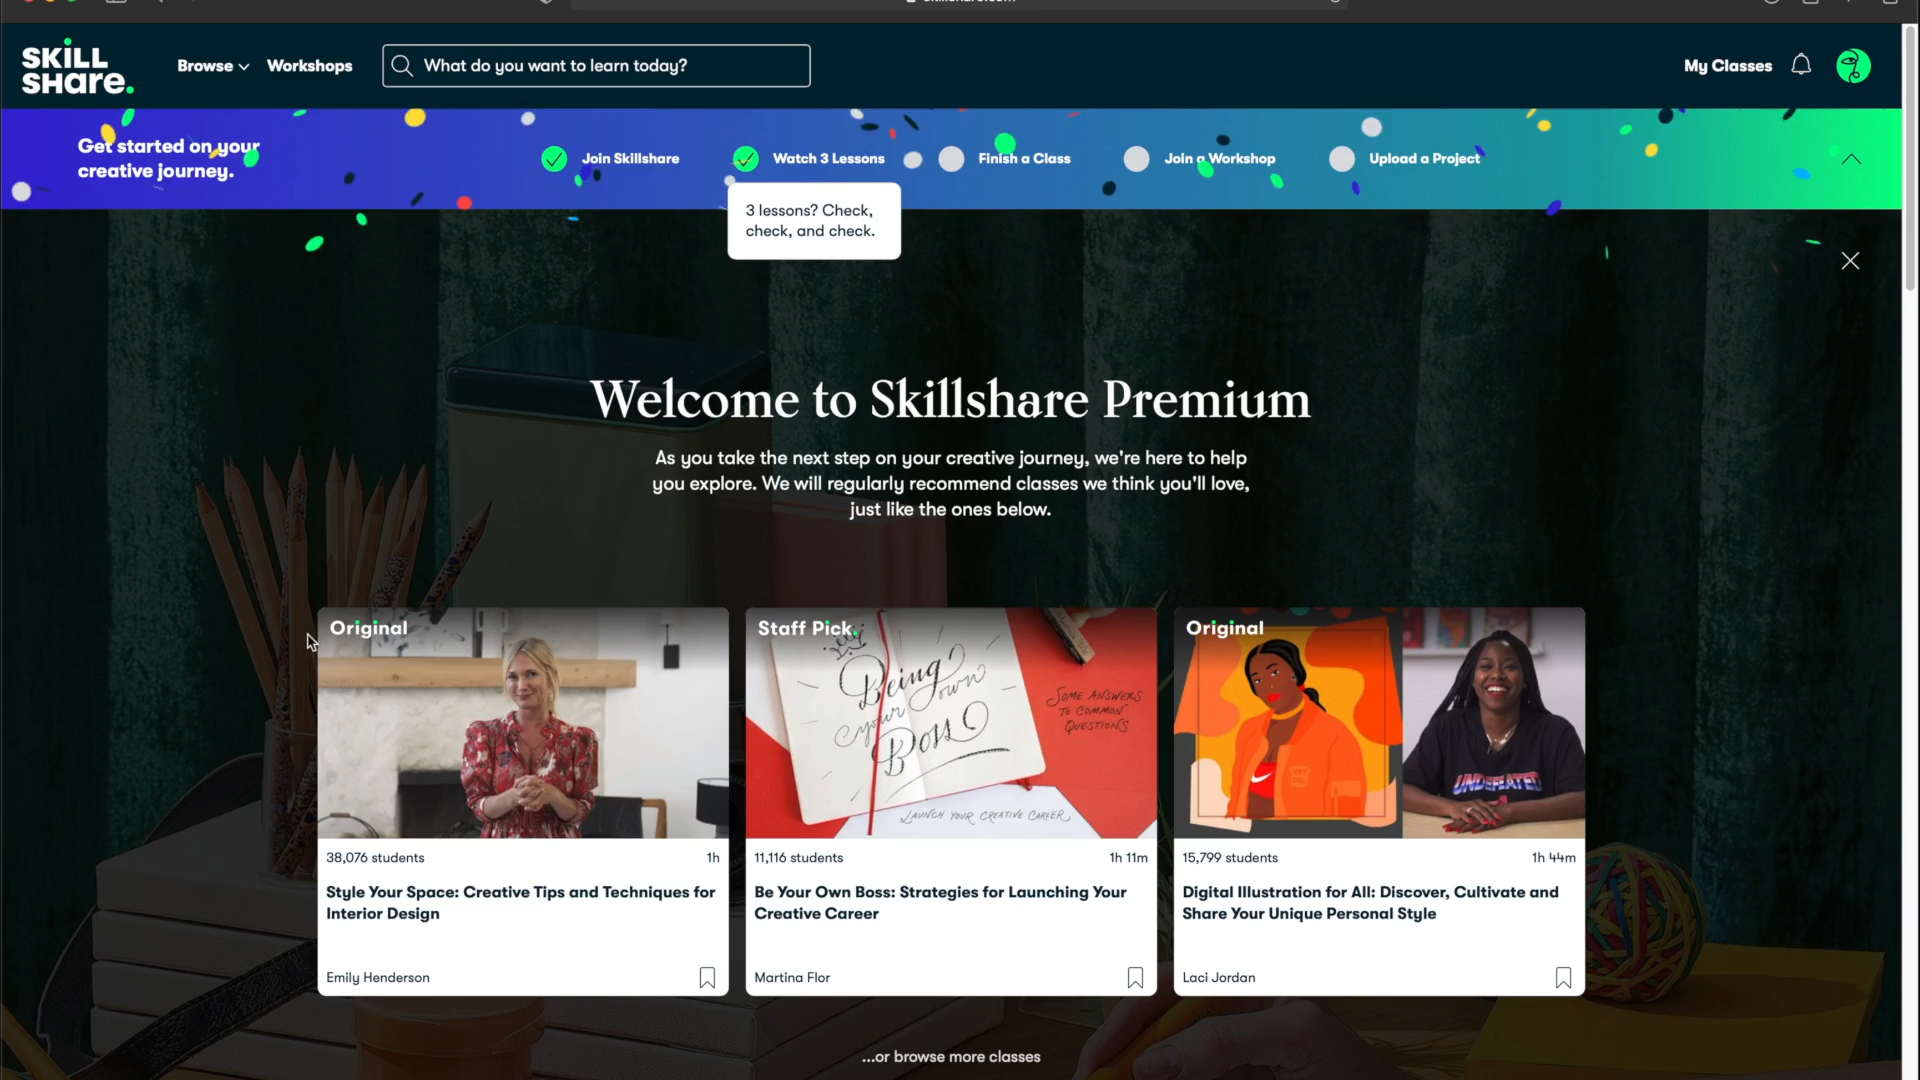 SKILL
SHare.
Browse
Workshops
What do you want to learn today?
My Classes
Get started on your
creative journey.
Join Skillshare
Watch 3 Lessons
Finish a Class
Join a Workshop
Upload a Project
3 lessons? Check,
check, and check.
Welcome to Skillshare Premium
As you take the next step on your creative journey, we're here to help
you explore. We will regularly recommend classes we think you'll love,
just like the ones below.
Original
Staff Pick.
Being
your own
Boss
SOME ANSWERS
TO COMMON
QUESTIONS
LAUNCH YOUR CREATIVE CAREER
Original
UNDEFEATED
38,076 students
1h
Style Your Space: Creative Tips and Techniques for
Interior Design
Emily Henderson
11,116 students
1h 11m
Be Your Own Boss: Strategies for Launching Your
Creative Career
Martina Flor
15,799 students
1h 44m
Digital Illustration for All: Discover, Cultivate and
Share Your Unique Personal Style
Laci Jordan
...or browse more classes